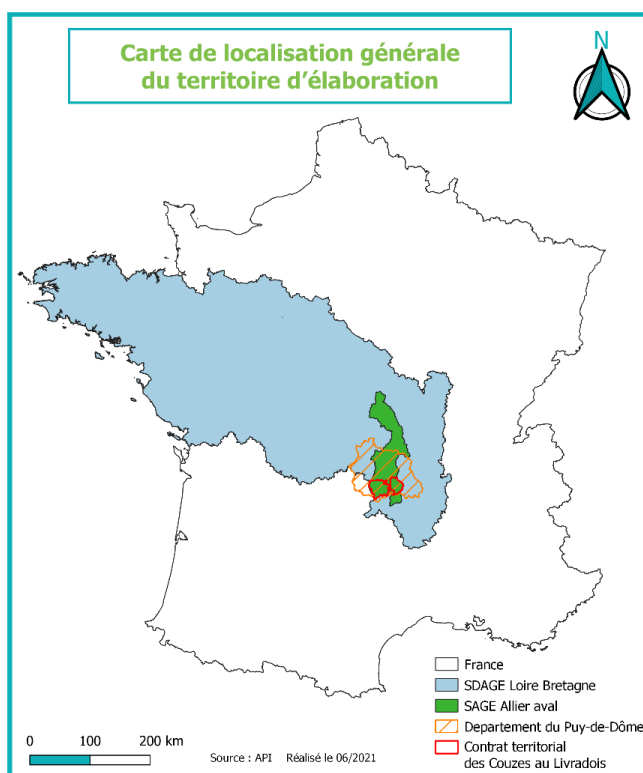 Carte de localisation générale
du territoire d'élaboration
N
France
SDAGE Loire Bretagne
SAGE Allier aval
Departement du Puy-de-Dôme
Contrat territorial
des Couzes au Livradois
0 100 200 km
Source : API Réalisé le 06/2021